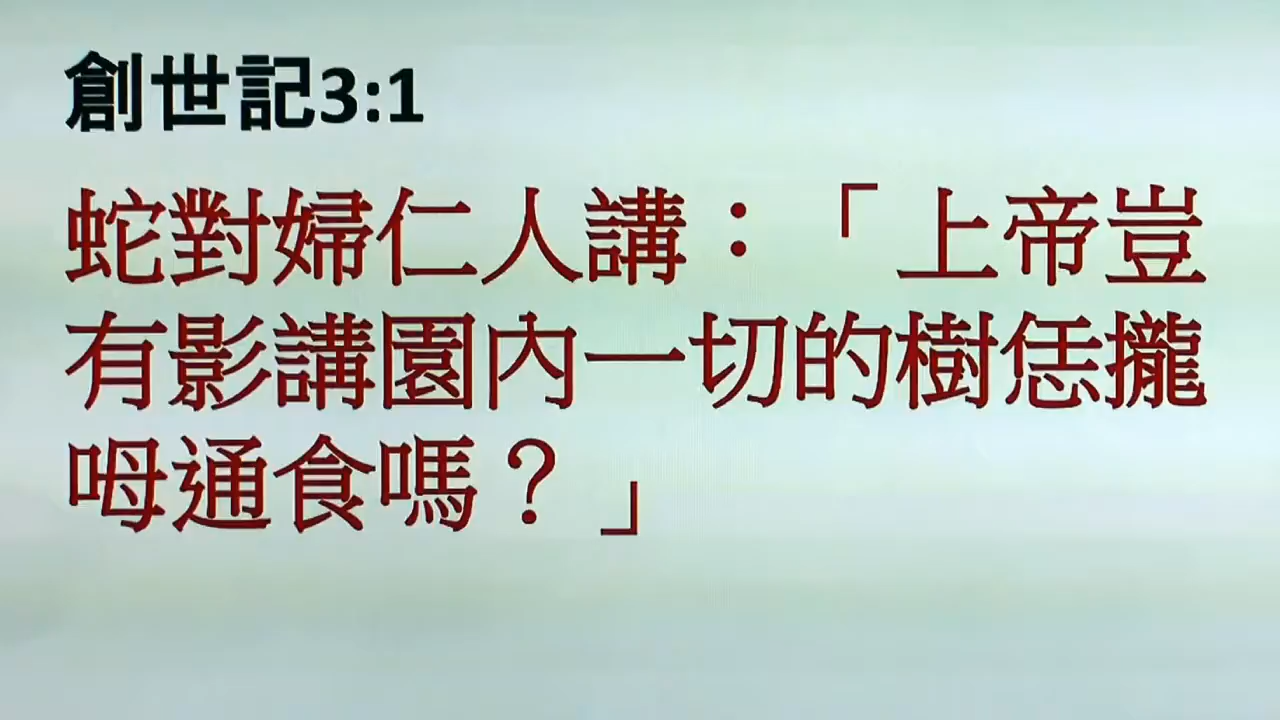 創世記3:1
蛇對婦仁人講：「上帝豈
有影講園內一切的樹恁攏
呣通食嗎？」